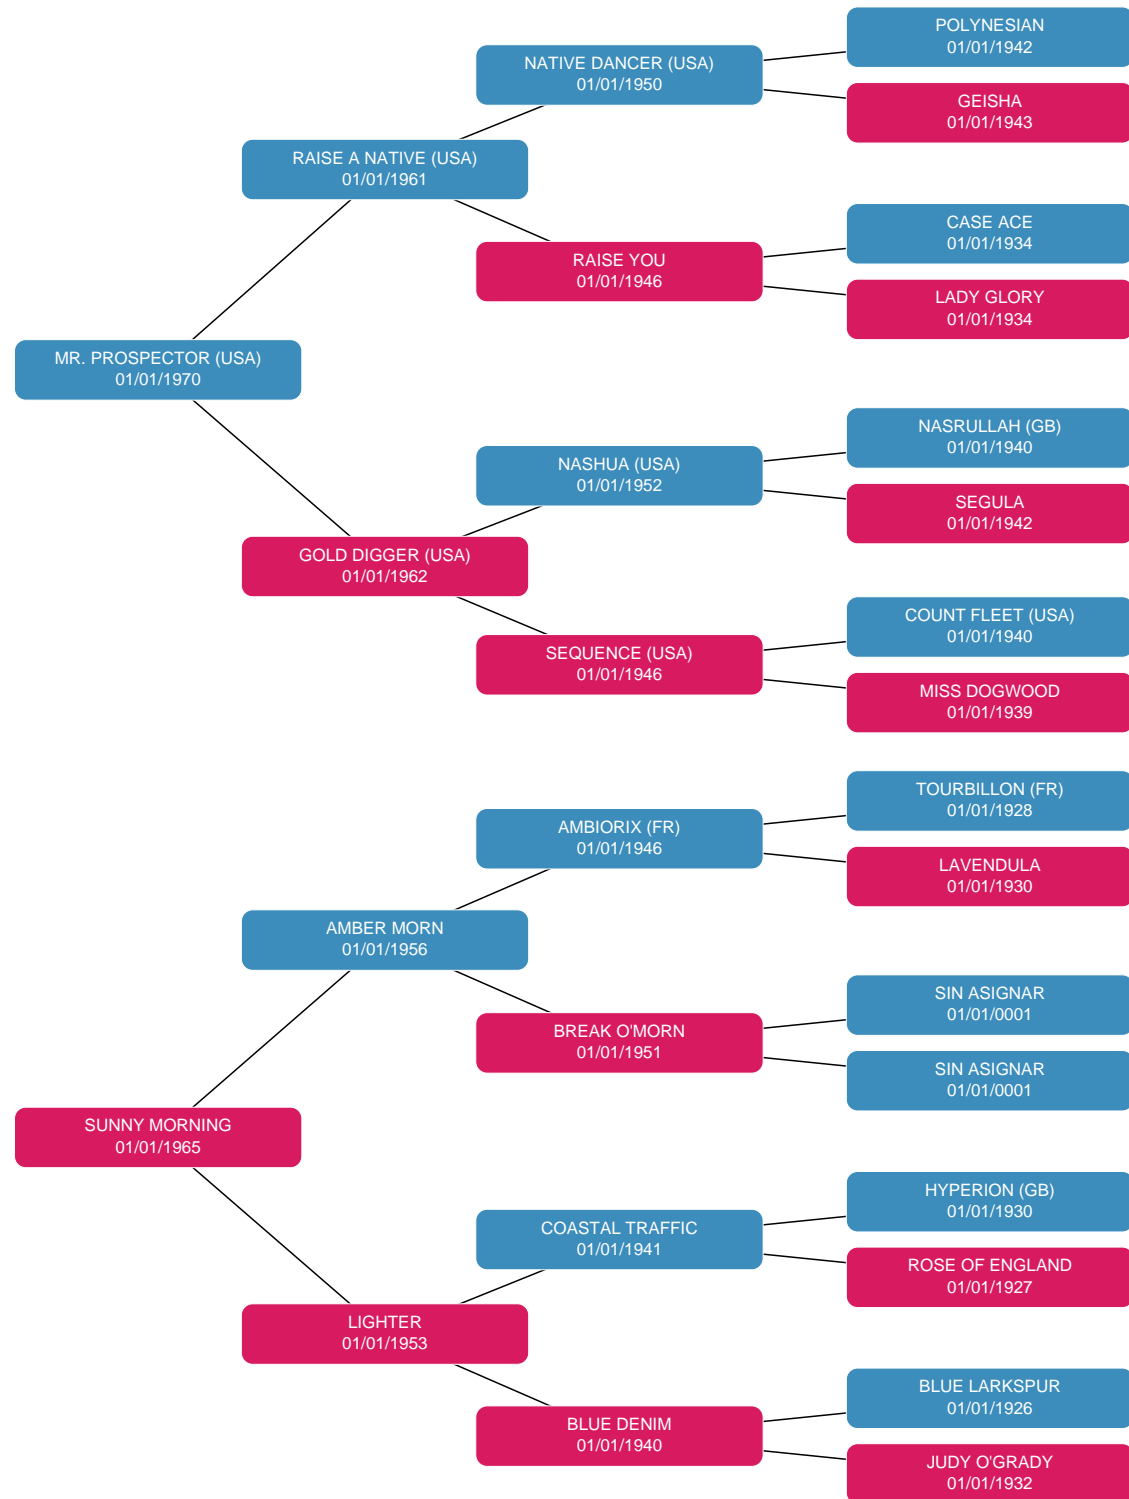 POLYNESIAN
01/01/1942
NATIVE DANCER (USA)
01/01/1950
GEISHA
01/01/1943
RAISE A NATIVE (USA)
01/01/1961
CASE ACE
01/01/1934
RAISE YOU
01/01/1946
LADY GLORY
01/01/1934
MR. PROSPECTOR (USA)
01/01/1970
NASRULLAH (GB)
01/01/1940
NASHUA (USA)
01/01/1952
SEGULA
01/01/1942
GOLD DIGGER (USA)
01/01/1962
COUNT FLEET (USA)
01/01/1940
SEQUENCE (USA)
01/01/1946
MISS DOGWOOD
01/01/1939
TOURBILLON (FR)
01/01/1928
AMBIORIX (FR)
01/01/1946
LAVENDULA
01/01/1930
AMBER MORN
01/01/1956
SIN ASIGNAR
01/01/0001
BREAK O'MORN
01/01/1951
SIN ASIGNAR
01/01/0001
SUNNY MORNING
01/01/1965
HYPERION (GB)
01/01/1930
COASTAL TRAFFIC
01/01/1941
ROSE OF ENGLAND
01/01/1927
LIGHTER
01/01/1953
BLUE LARKSPUR
01/01/1926
BLUE DENIM
01/01/1940
JUDY O'GRADY
01/01/1932